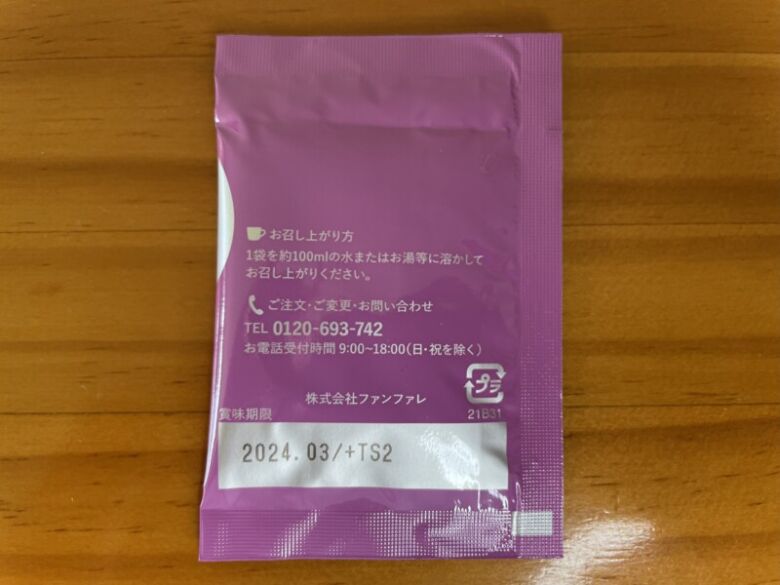 お召し上がり方
1袋を約100mlの水またはお湯等に溶かして
お召し上がりください。
ご注文・ご変更・お問い合わせ
TEL 0120-693-742
お電話受付時間 9:00~18:00(日・祝を除く)
プラ
株式会社ファンファレ
賞味期限
21B31
2024.03/+TS2